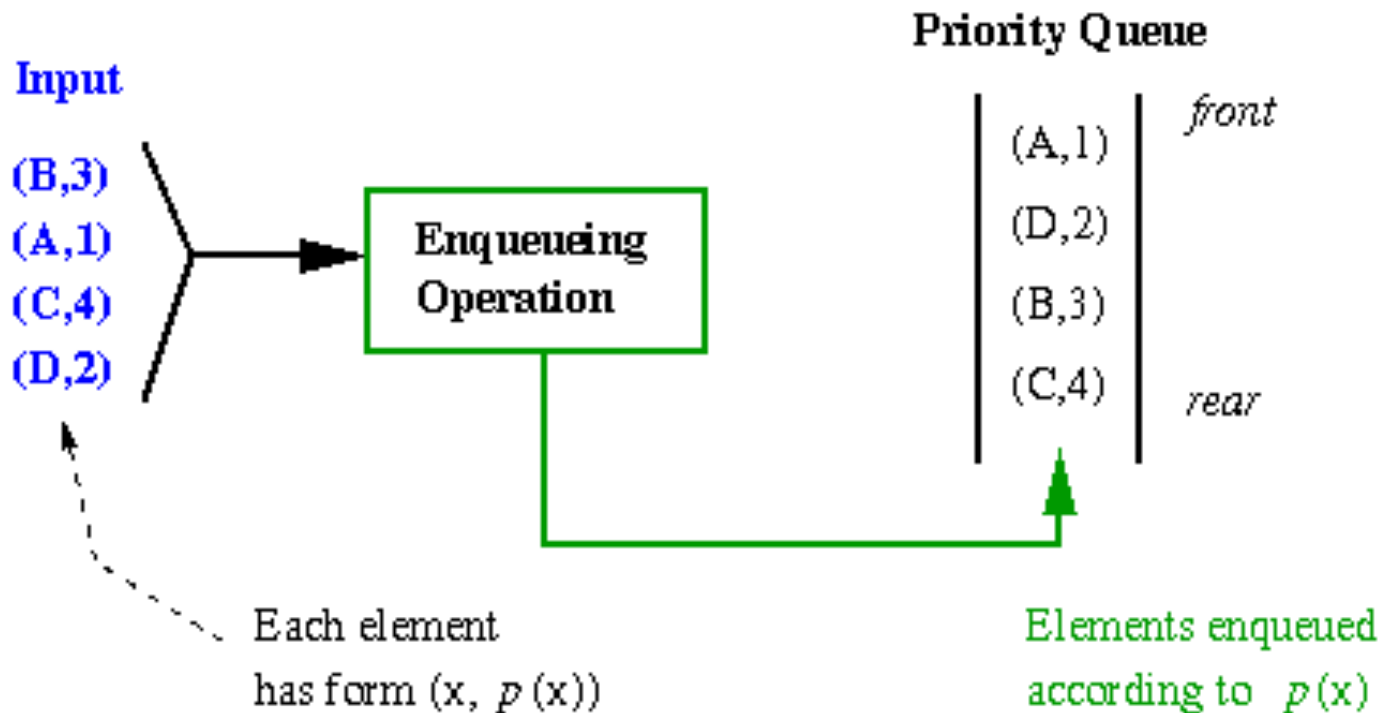 Priority Queue
Input
front
(B,3)
(A,1)
(C,4)
(D,2)
Enqueueing
Operation
(A,1)
(D,2)
(B,3)
(C,4)
rear
Each element
has form (x, p(x))
Elements enqueued
according to p(x)